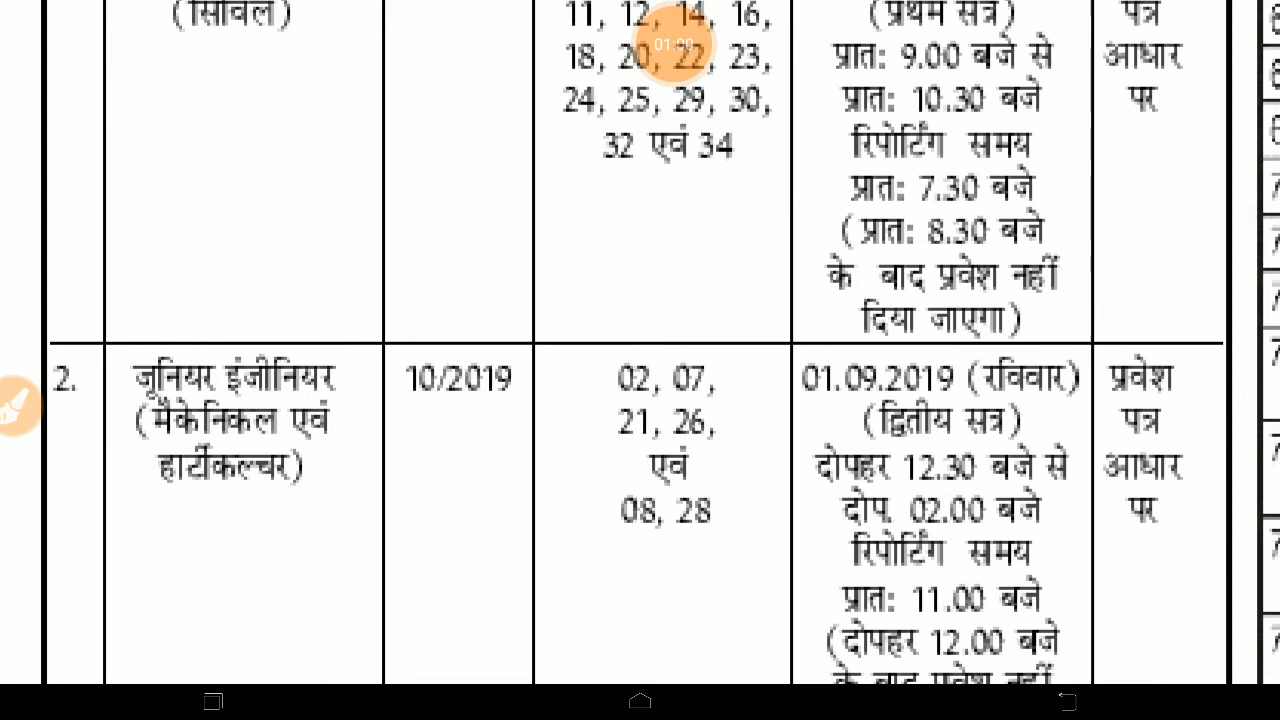 (सिविल)
11, 12, 14, 16,
18, 20, 22, 23,
24, 25, 29, 30,
32 एवं 34
(प्रथम सत्र)
प्रात: 9.00 बजे से
प्रात: 10.30 बजे
रिपोर्टिंग समय
प्रात: 7.30 बजे
(प्रात: 8.30 बजे
के बाद प्रवेश नहीं
दिया जाएगा)
पत्र
आधार
पर
01:00
2.
जूनियर इंजीनियर
(मैकेनिकल एवं
हार्टीकल्चर)
10/2019
02, 07,
21, 26,
एवं
08, 28
01.09.2019 (रविवार)
(द्वितीय सत्र)
दोपहर 12.30 बजे से
दोप. 02.00 बजे
रिपोर्टिंग समय
प्रात: 11.00 बजे
(दोपहर 12.00 बजे
के बाद प्रवेश नहीं
प्रवेश
पत्र
आधार
पर